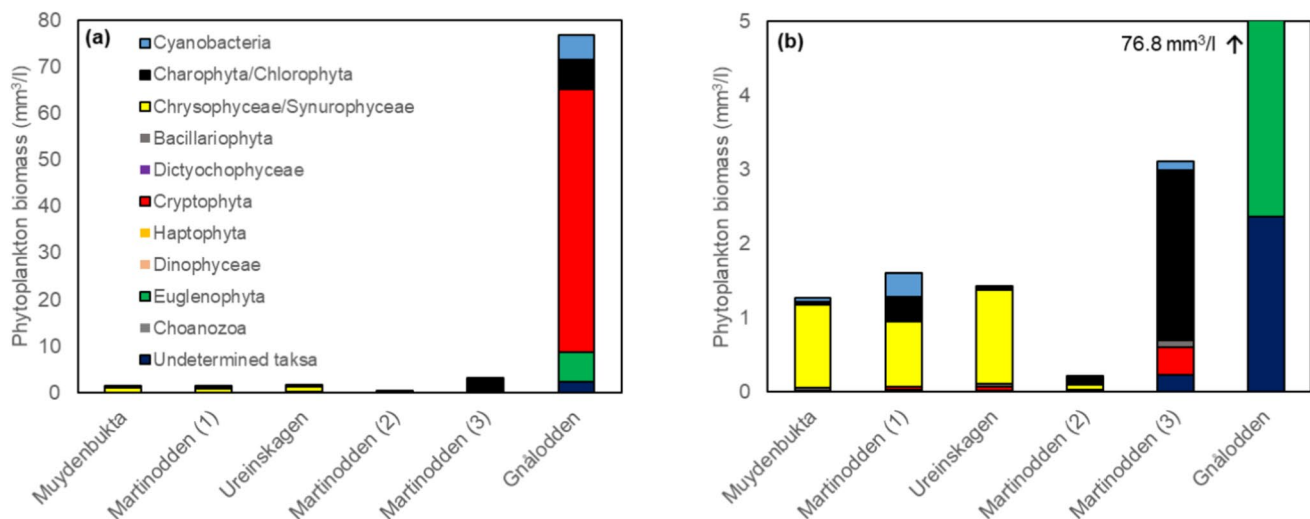 (a)
Phytoplankton biomass (mm³/l)
80
70
60
50
40
30
20
10
0
Cyanobacteria
Charophyta/Chlorophyta
Chrysophyceae/Synurophyceae
Bacillariophyta
Dictyochophyceae
Cryptophyta
Haptophyta
Dinophyceae
Euglenophyta
Choanozoa
Undetermined taksa
Muydenbukta
Martinodden (1)
Ureinskagen
Martinodden (2)
Martinodden (3)
Gnålodden
(b)
76.8 mm³/l ↑
Phytoplankton biomass (mm³/l)
5
4
3
2
1
0
Muydenbukta
Martinodden (1)
Ureinskagen
Martinodden (2)
Martinodden (3)
Gnålodden